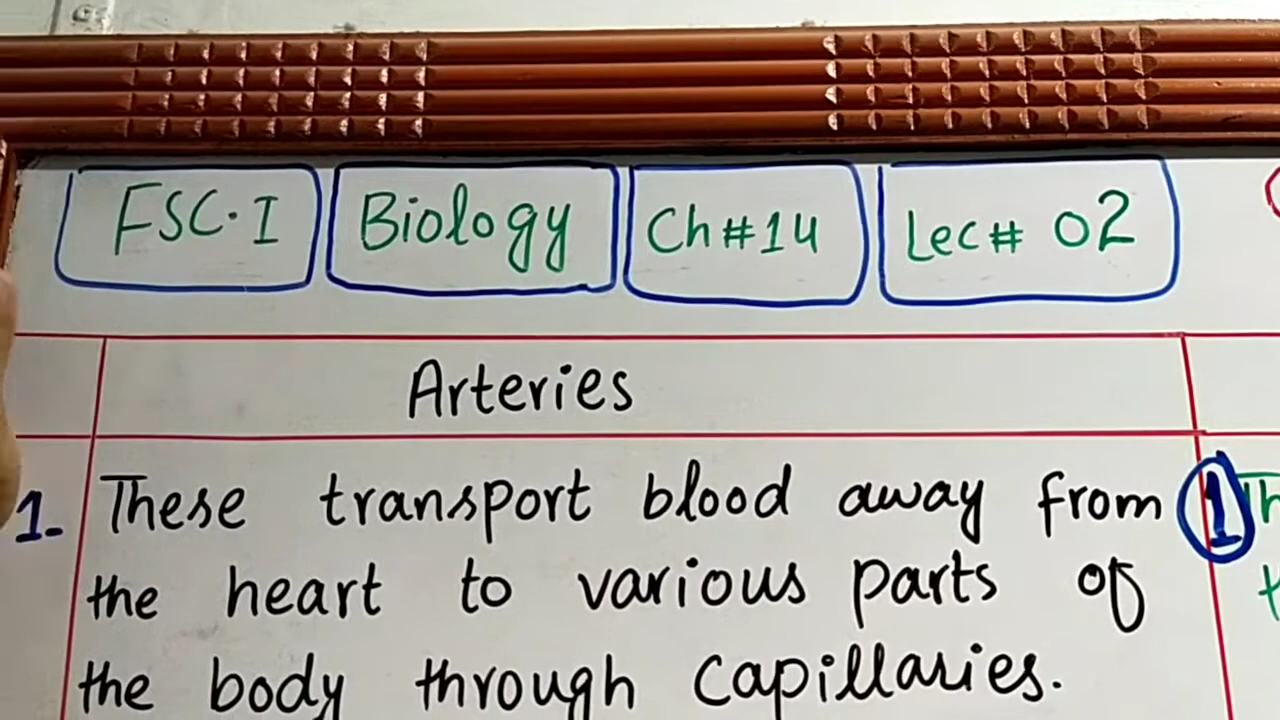 FSC.I Biology Ch#14 Lec# 02
Arteries
1. These transport blood away from
the heart to various parts of
the body through capillaries.
1